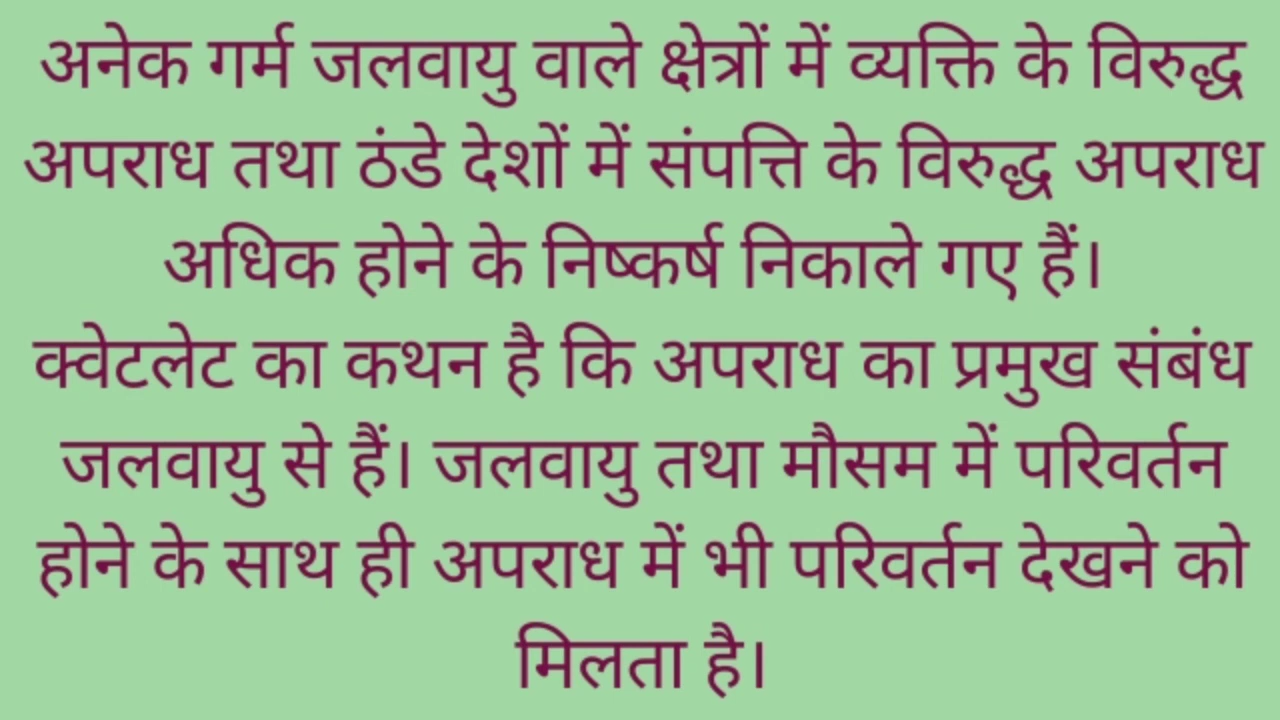 अनेक गर्म जलवायु वाले क्षेत्रों में व्यक्ति के विरुद्ध
अपराध तथा ठंडे देशों में संपत्ति के विरुद्ध अपराध
अधिक होने के निष्कर्ष निकाले गए हैं।
क्वेटलेट का कथन है कि अपराध का प्रमुख संबंध
जलवायु से हैं। जलवायु तथा मौसम में परिवर्तन
होने के साथ ही अपराध में भी परिवर्तन देखने को
मिलता है।